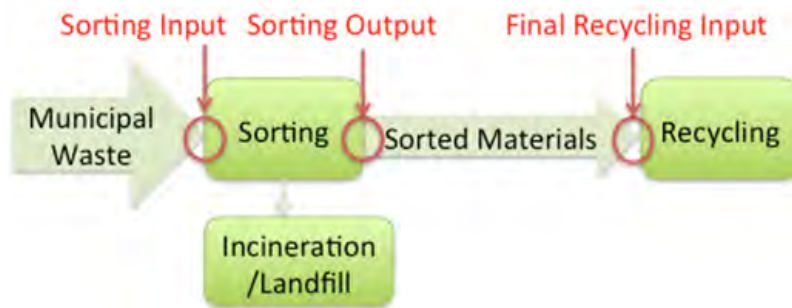 Sorting Input Sorting Output Final Recycling Input
Municipal
Waste
Sorting
Sorted Materials
Recycling
Incineration
/Landfill